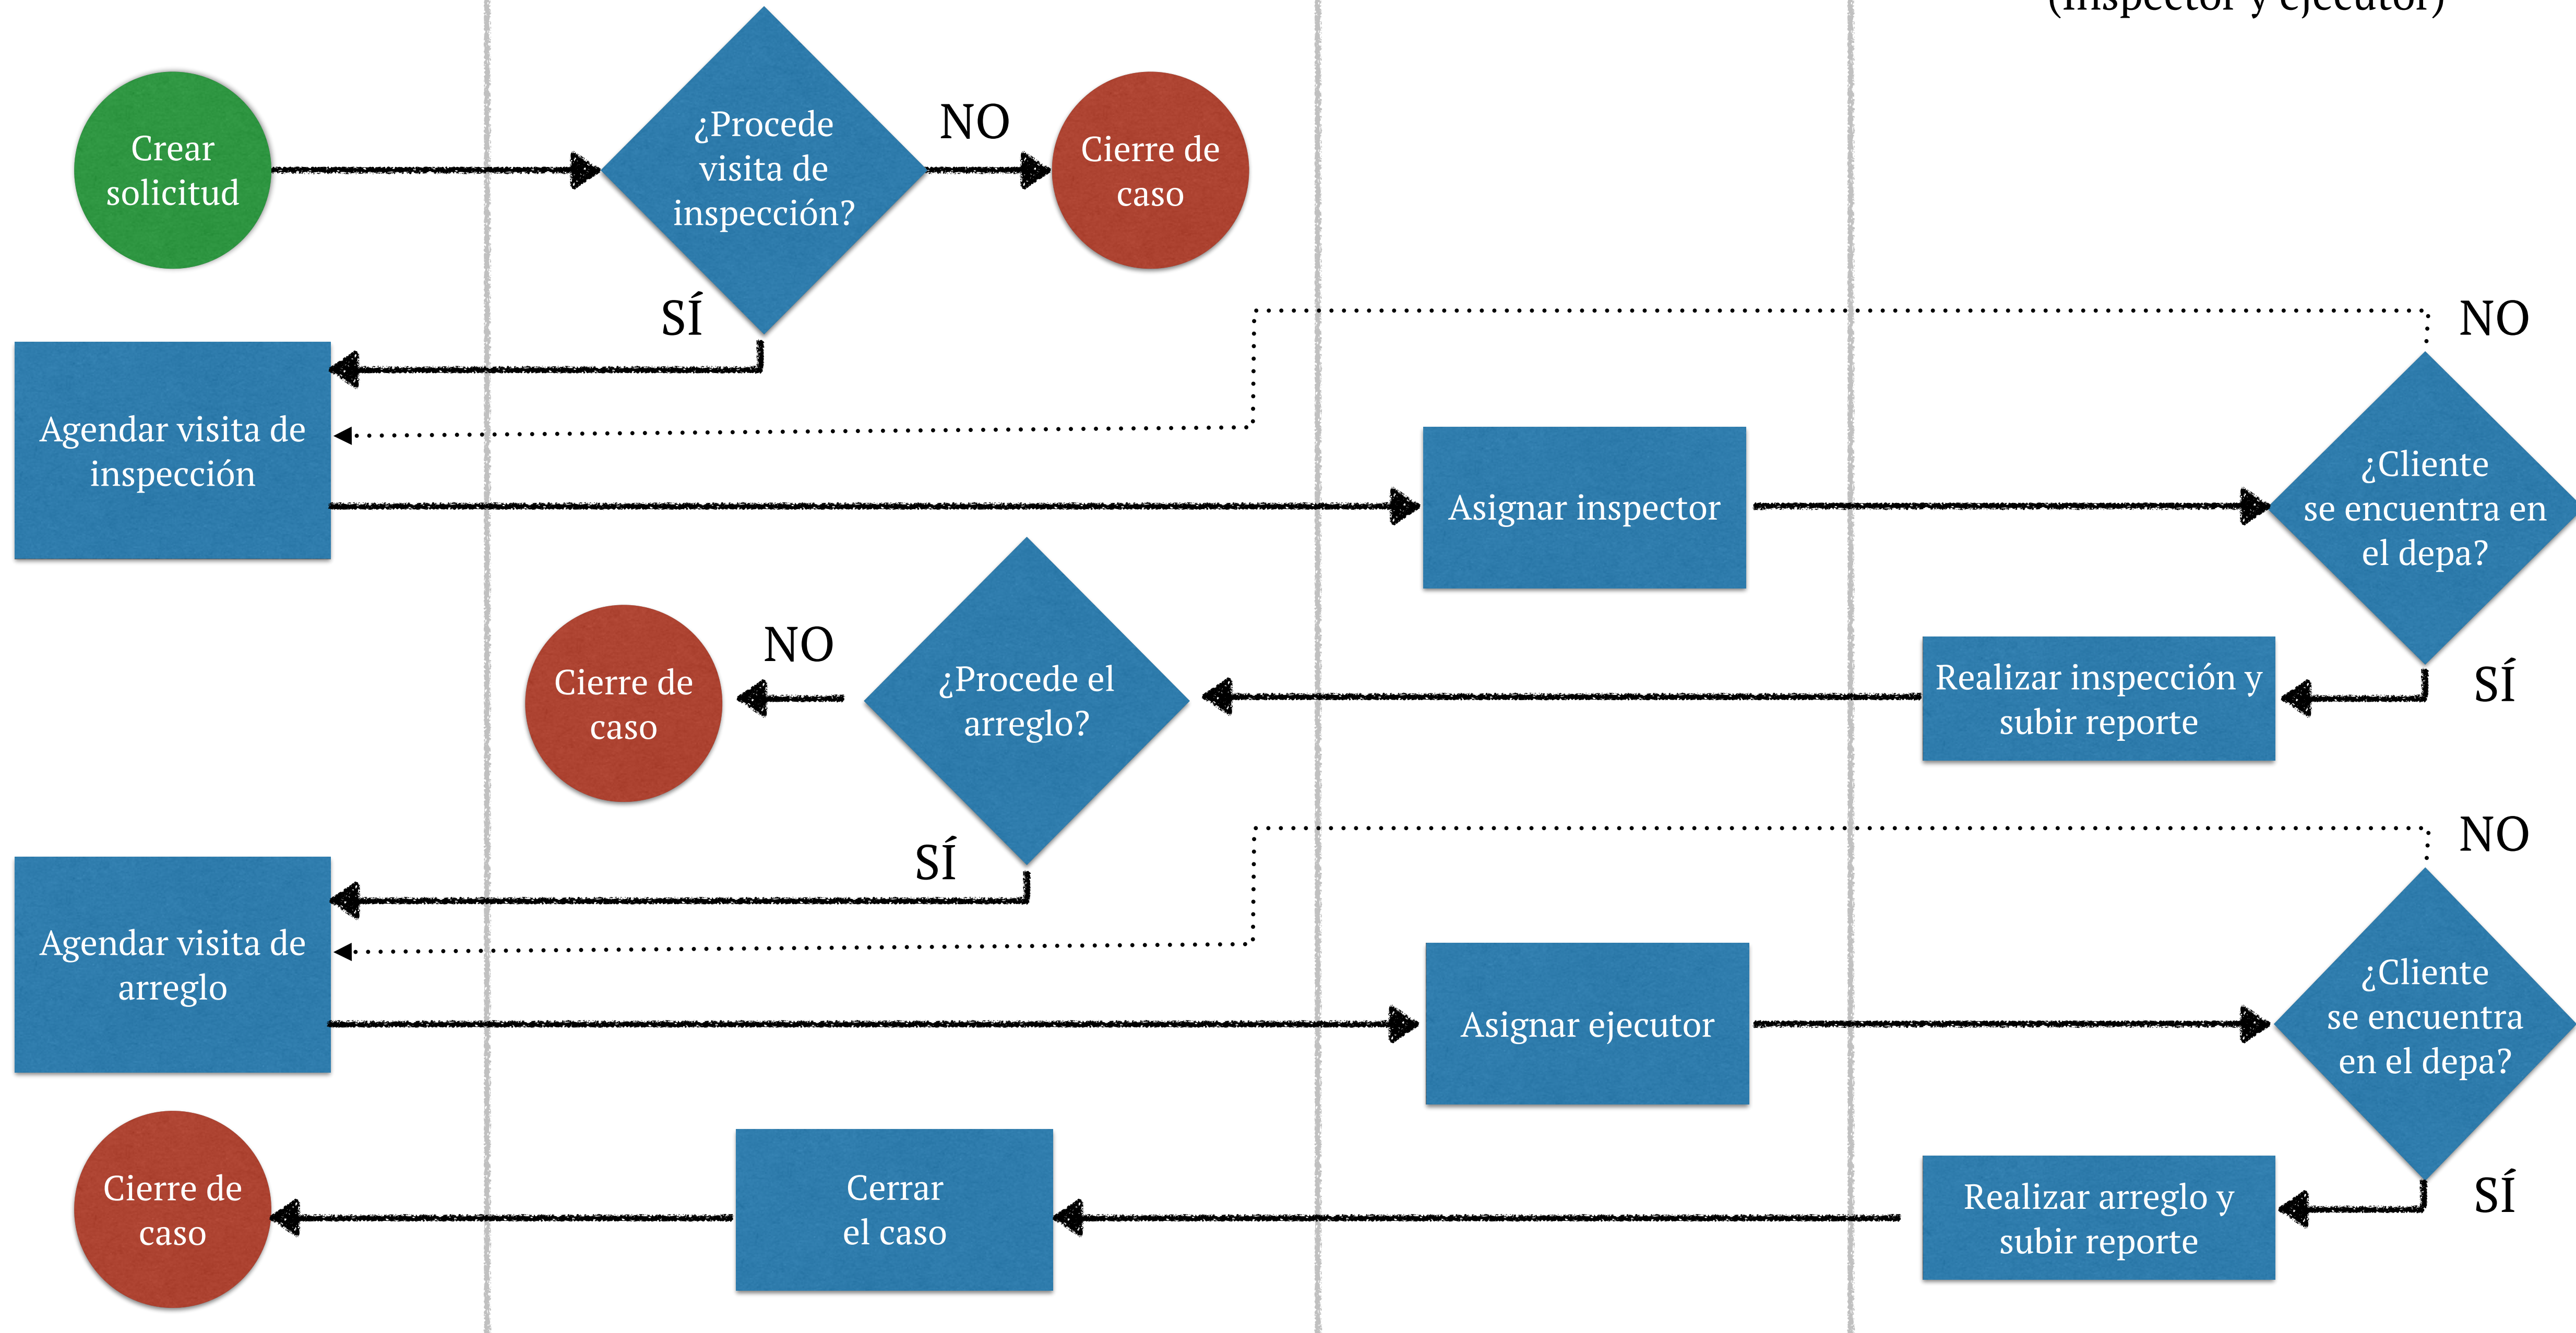 (Inspector y ejecutor)
Crear
solicitud
¿Procede
visita de
inspección?
NO
Cierre de
caso
SÍ
NO
Agendar visita de
inspección
Asignar inspector
¿Cliente
se encuentra en
el depa?
Cierre de
caso
NO
¿Procede el
arreglo?
Realizar inspección y
subir reporte
SÍ
SÍ
NO
Agendar visita de
arreglo
Asignar ejecutor
¿Cliente
se encuentra
en el depa?
Cierre de
caso
Cerrar
el caso
Realizar arreglo y
subir reporte
SÍ